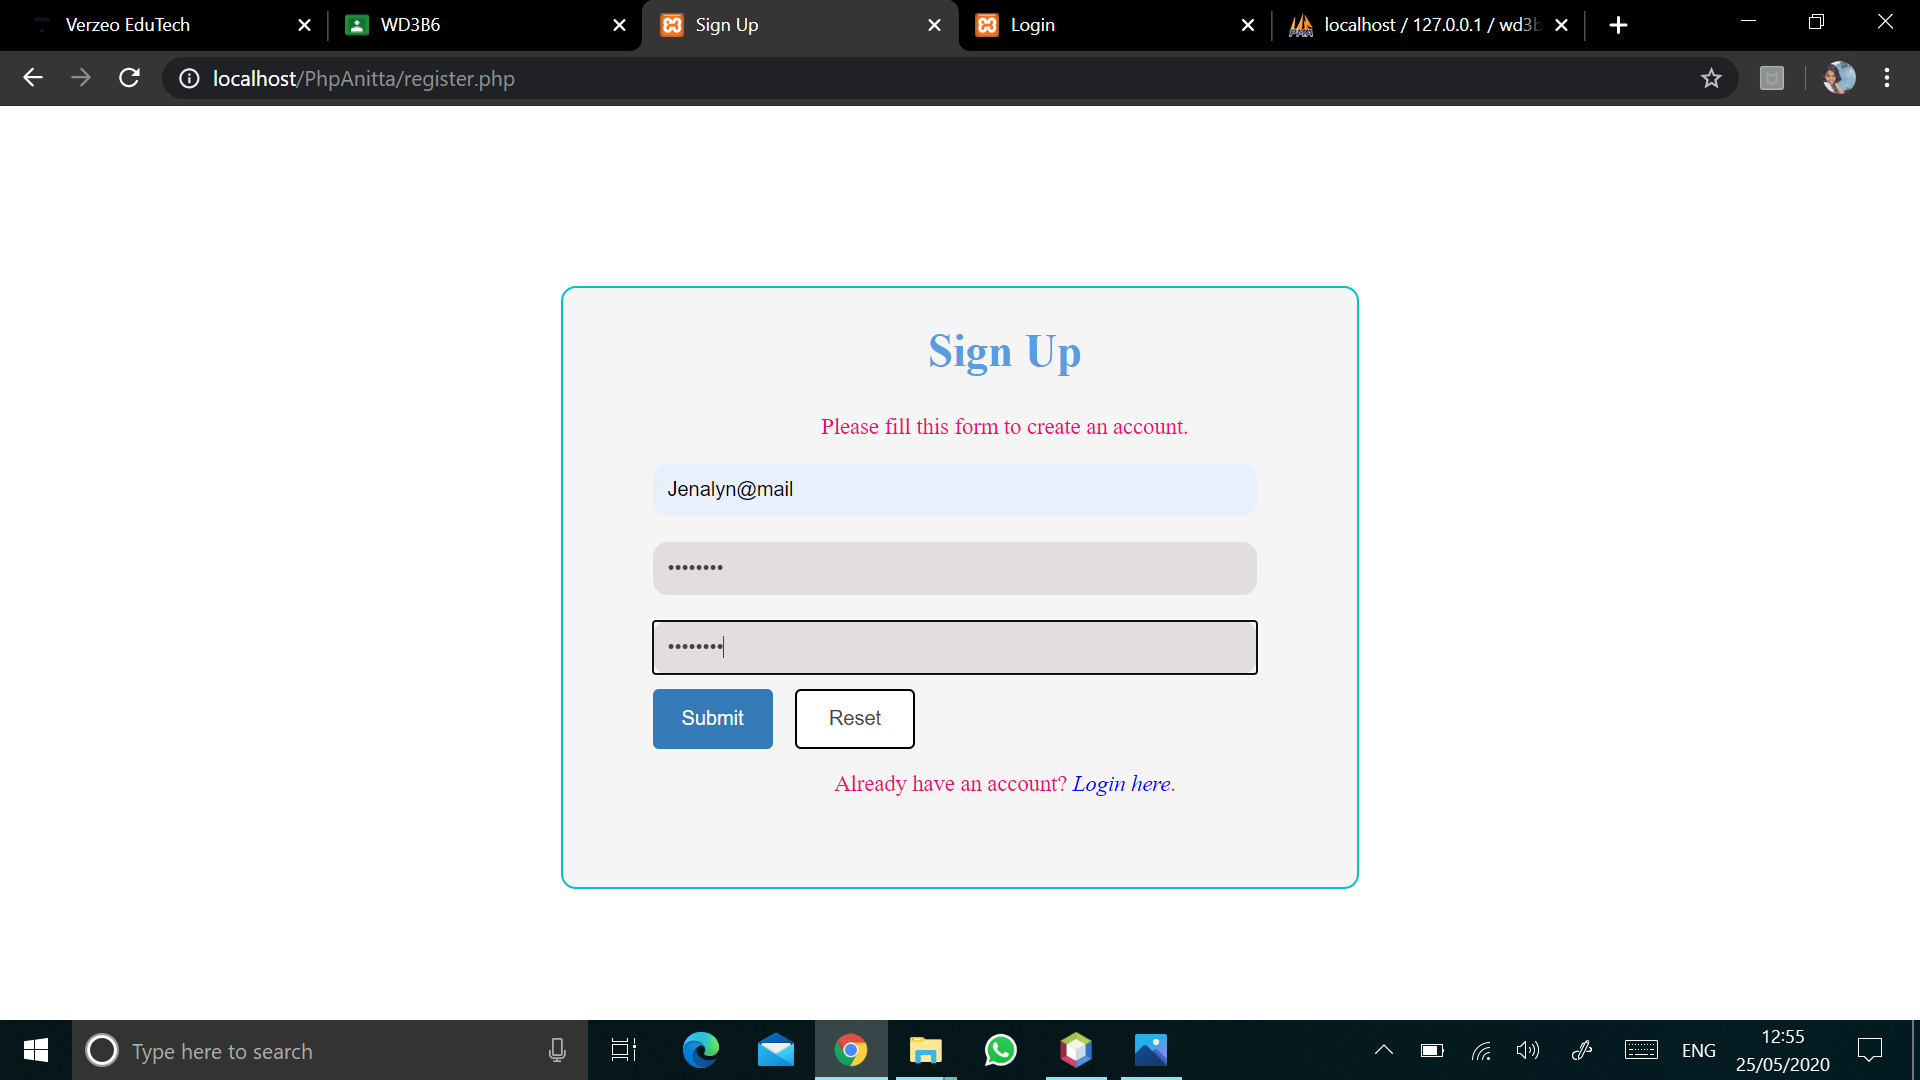 Verzeo EduTech
WD3B6
Sign Up
Login
localhost / 127.0.0.1 / wd3b
localhost/PhpAnitta/register.php
Sign Up
Please fill this form to create an account.
Jenalyn@mail
••••••••
••••••••
Submit
Reset
Already have an account? Login here.
Type here to search
ENG
12:55
25/05/2020